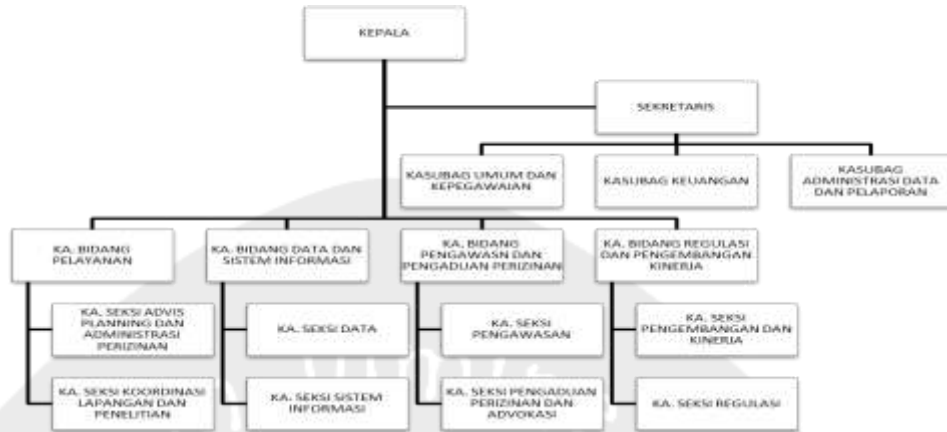 KEPALA
SEKRETARIS
KASUBAG UMUM DAN
KEPEGAWAIAN
KASUBAG KEUANGAN
KASUBAG
ADMINISTRASI DATA
DAN PELAPORAN
KA. BIDANG
PELAYANAN
KA. BIDANG DATA DAN
SISTEM INFORMASI
KA. BIDANG
PENGAWASN DAN
PENGADUAN PERIZINAN
KA. BIDANG REGULASI
DAN PENGEMBANGAN
KINERJA
KA. SEKSI ADVIS
PLANNING DAN
ADMINISTRASI
PERIZINAN
KA. SEKSI DATA
KA. SEKSI
PENGAWASAN
KA. SEKSI
PENGEMBANGAN DAN
KINERJA
KA. SEKSI KOORDINASI
LAPANGAN DAN
PENELITIAN
KA. SEKSI SISTEM
INFORMASI
KA. SEKSI PENGADUAN
PERIZINAN DAN
ADVOKASI
KA. SEKSI REGULASI